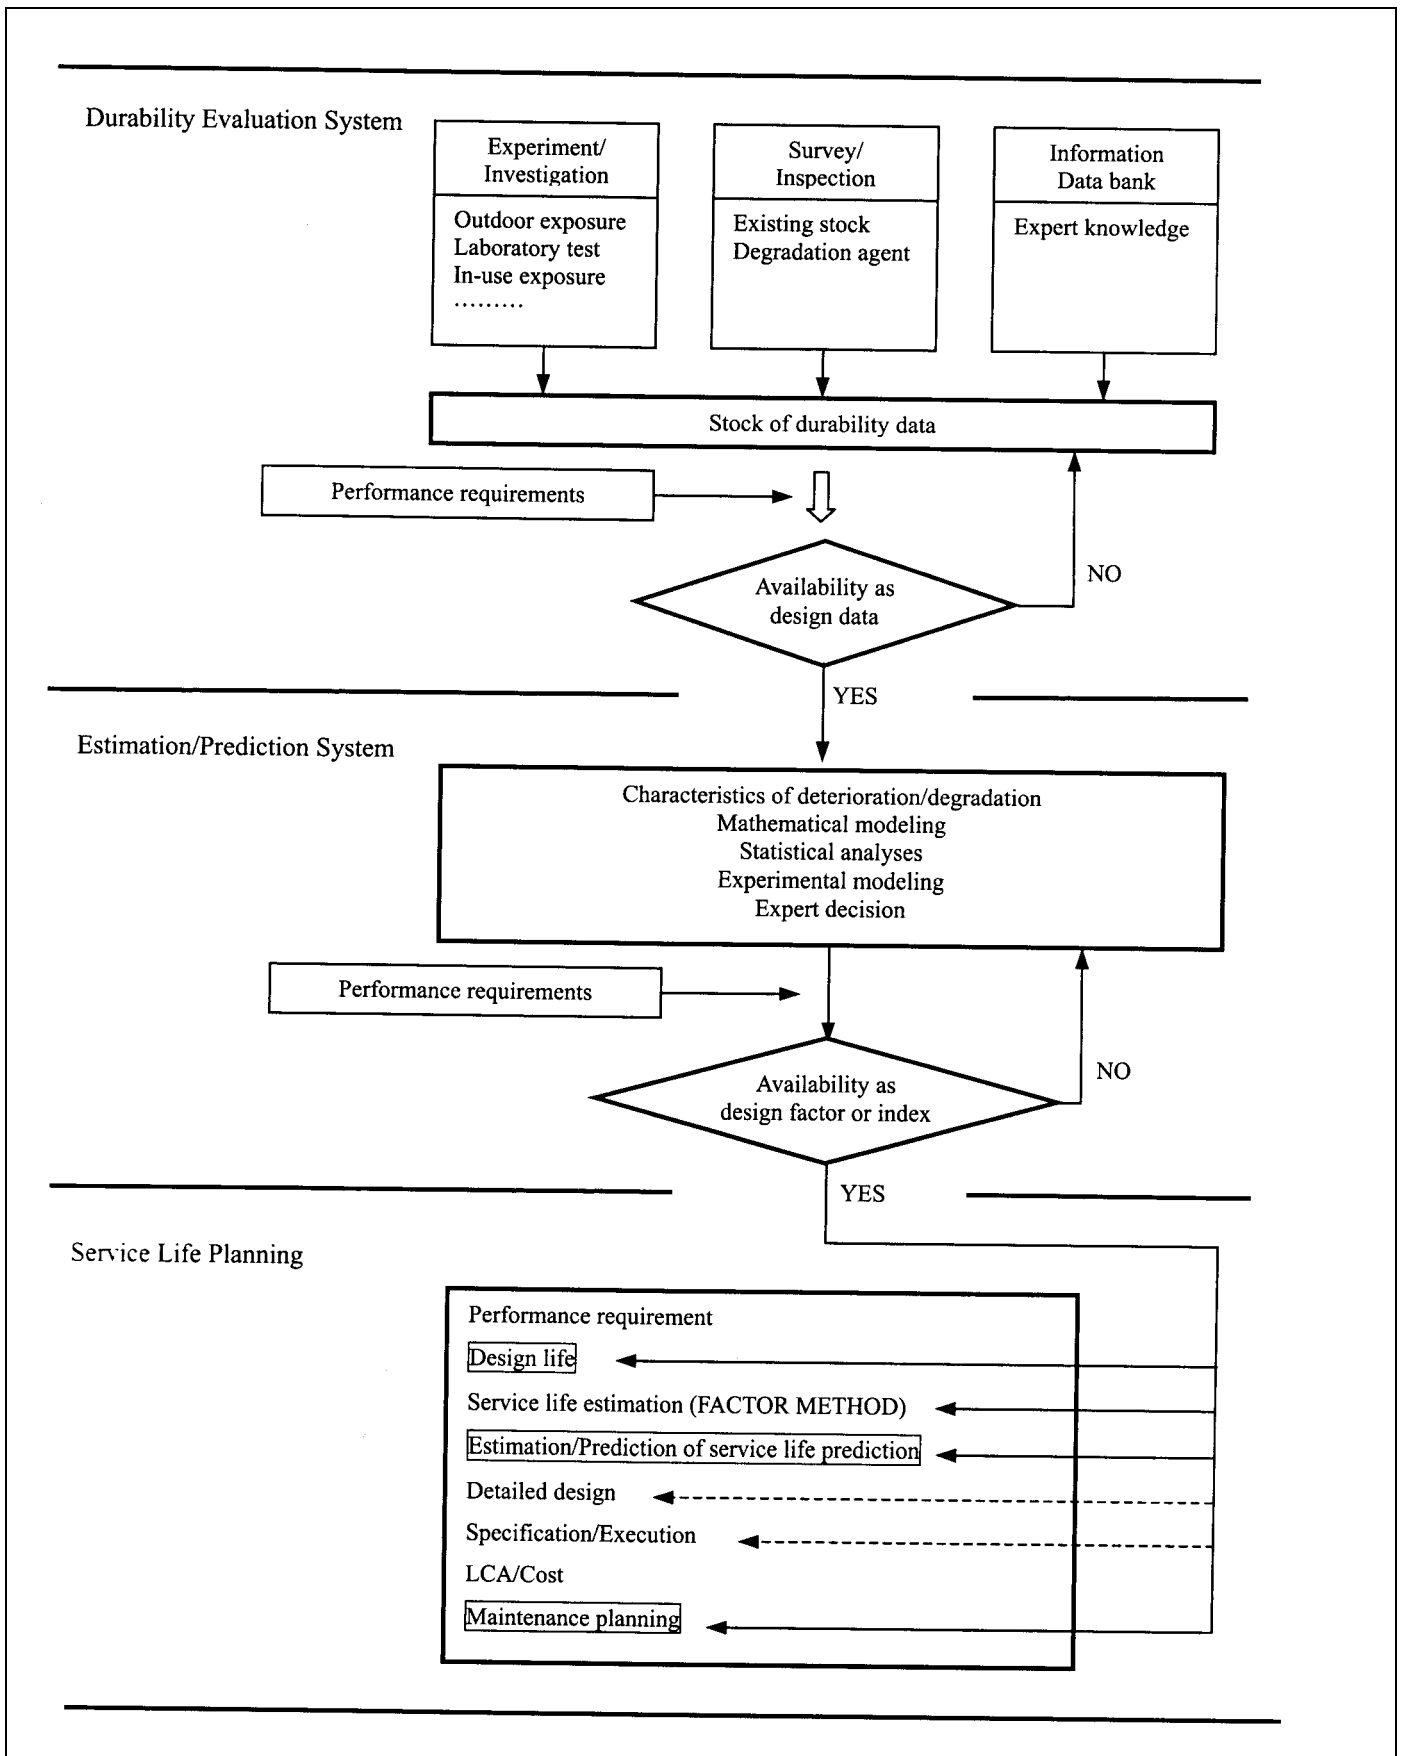 Durability Evaluation System
Experiment/
Investigation
Outdoor exposure
Laboratory test
In-use exposure
.........
Survey/
Inspection
Existing stock
Degradation agent
Information
Data bank
Expert knowledge
Stock of durability data
Performance requirements
Availability as
design data
NO
YES
Estimation/Prediction System
Characteristics of deterioration/degradation
Mathematical modeling
Statistical analyses
Experimental modeling
Expert decision
Performance requirements
Availability as
design factor or index
NO
YES
Service Life Planning
Performance requirement
Design life
Service life estimation (FACTOR METHOD)
Estimation/Prediction of service life prediction
Detailed design
Specification/Execution
LCA/Cost
Maintenance planning